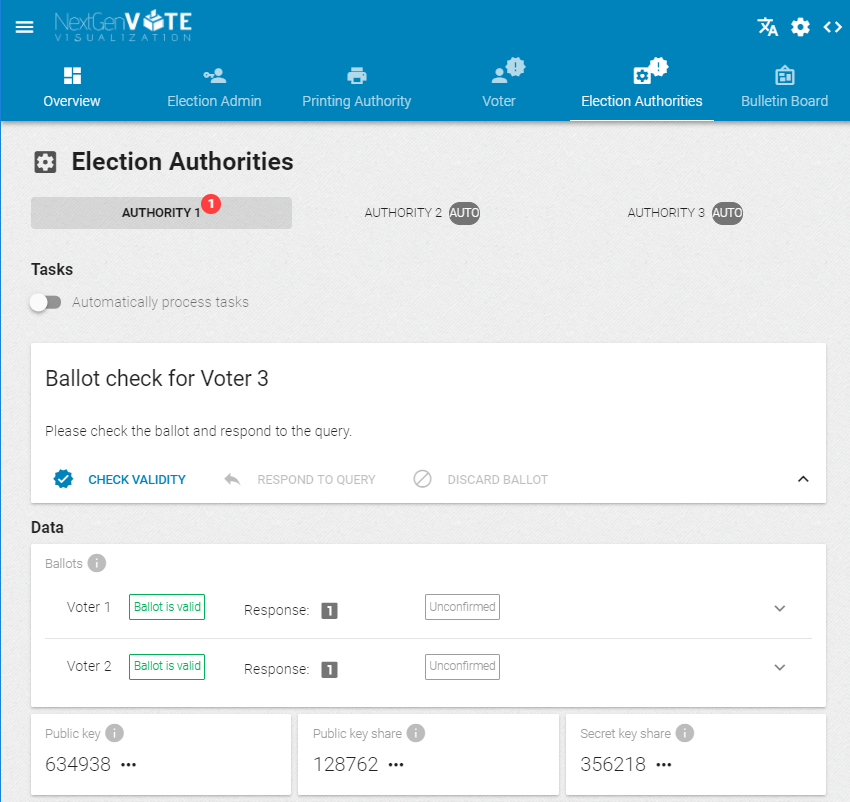 NextGenVOTE
VISUALIZATION
Overview
Election Admin
Printing Authority
Voter
Election Authorities
Bulletin Board
Election Authorities
AUTHORITY 1 1
AUTHORITY 2 AUTO
AUTHORITY 3 AUTO
Tasks
Automatically process tasks
Ballot check for Voter 3
Please check the ballot and respond to the query.
CHECK VALIDITY
RESPOND TO QUERY
DISCARD BALLOT
Data
Ballots
Voter 1 Ballot is valid Response: 1 Unconfirmed
Voter 2 Ballot is valid Response: 1 Unconfirmed
Public key
634938 •••
Public key share
128762 •••
Secret key share
356218 •••